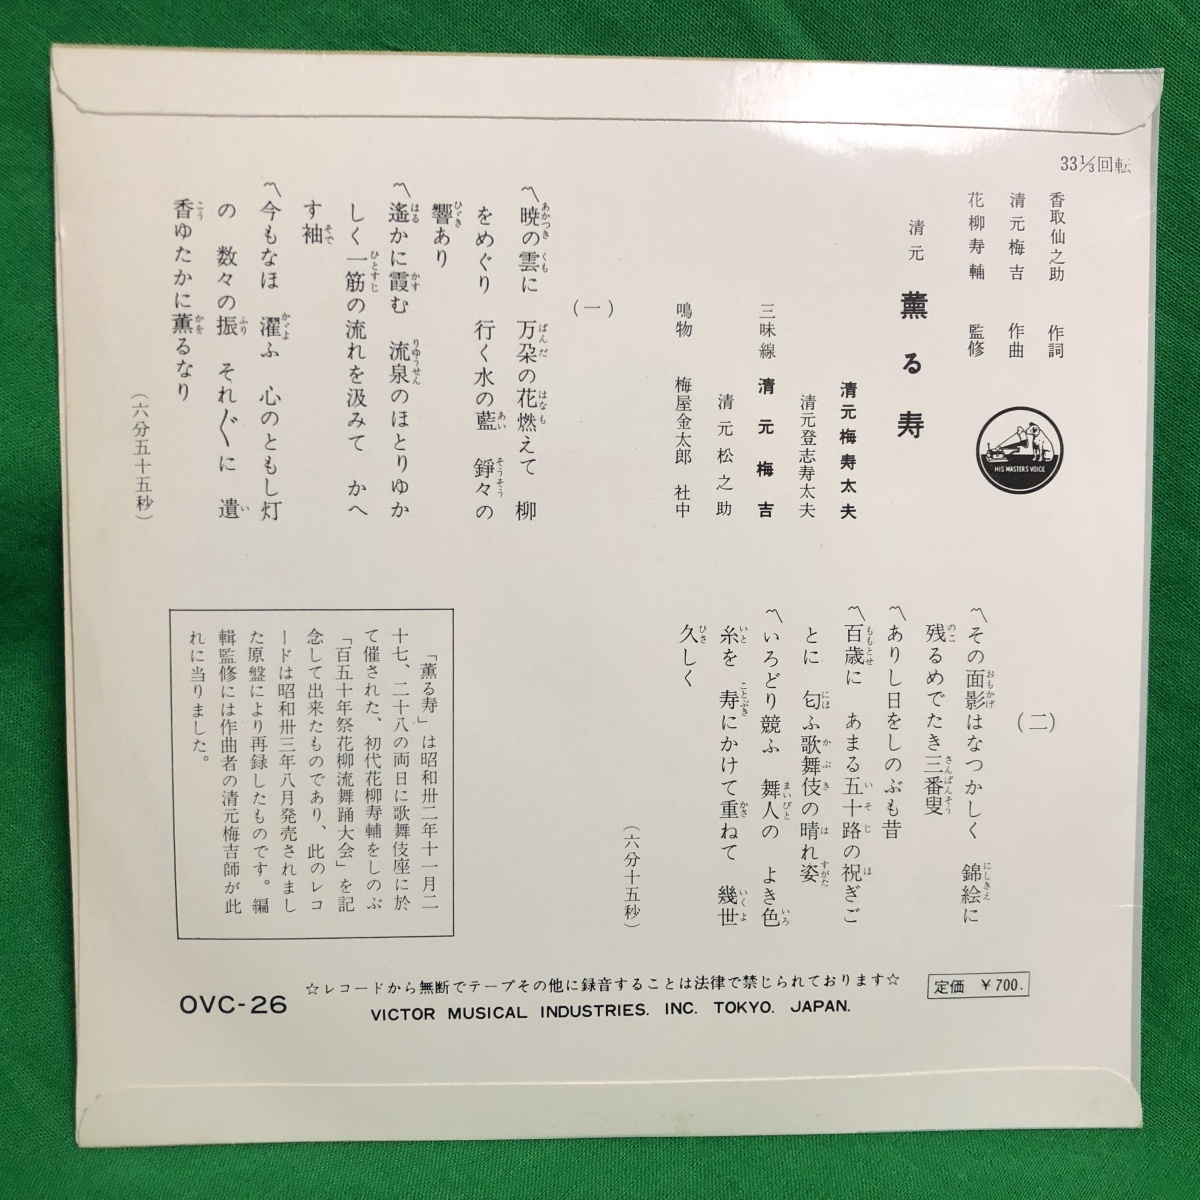 33 1/3回転
香取仙之助 作詞
清元梅吉 作曲
花柳寿輔 監修
清元 薫る寿
HIS MASTERS VOICE
清元梅寿太夫
清元登志寿太夫
三味線 清元梅吉
清元松之助
鳴物 梅屋金太郎 社中
(一)
〽暁の雲に 万朶の花燃えて 柳
をめぐり 行く水の藍 錚々の
響あり
〽遙かに霞む 流泉のほとりゆか
しく一筋の流れを汲みて かへ
す袖
〽今もなほ 濯ふ 心のともし灯
の 数々の振 それ〴〵に 遺
香ゆたかに薫るなり
(六分五十五秒)
(二)
〽その面影はなつかしく 錦絵に
残るめでたき三番叟
〽ありし日をしのぶも昔
〽百歳に あまる五十路の祝ぎご
とに 匂ふ歌舞伎の晴れ姿
〽いろどり競ふ 舞人の よき色
糸を 寿にかけて重ねて 幾世
久しく
(六分十五秒)
「薫る寿」は昭和卅二年十一月二
十七、二十八の両日に歌舞伎座に於
て催された、初代花柳寿輔をしのぶ
「百五十年祭花柳流舞踊大会」を記
念して出来たものであり、此のレコ
ードは昭和卅三年八月発売されまし
た原盤により再録したものです。編
輯監修には作曲者の清元梅吉師が此
れに当りました。
☆レコードから無断でテープその他に録音することは法律で禁じられております☆
定価 ¥700.
OVC-26
VICTOR MUSICAL INDUSTRIES. INC. TOKYO. JAPAN.